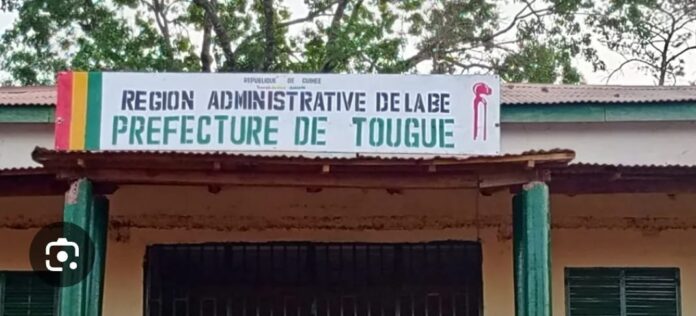 REPUBLIQUE DE GUINEE
REGION ADMINISTRATIVE DE LABE
PREFECTURE DE TOUGUE